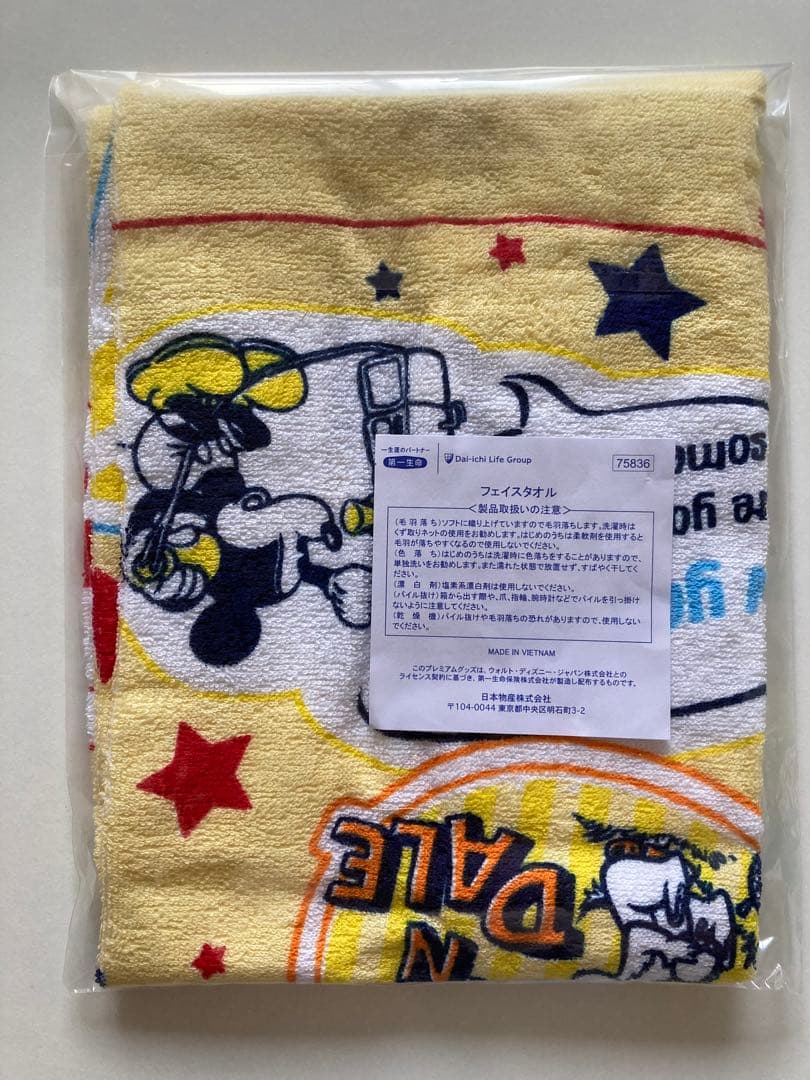 一生涯のパートナー
第一生命
Dai-ichi Life Group
75836
フェイスタオル
<製品取扱いの注意>
(毛羽落ち)ソフトに織り上げていますので毛羽落ちします。洗濯時は
くず取りネットの使用をお勧めします。はじめのうちは柔軟剤を使用すると
毛羽が落ちやすくなるので使用しないでください。
(色落ち)はじめのうちは洗濯時に色落ちをすることがありますので、
単独洗いをお勧めします。また濡れた状態で放置せず、すばやく干してく
ださい。
(漂白剤)塩素系漂白剤は使用しないでください。
(パイル抜け)箱から出す際や、爪、指輪、腕時計などでパイルを引っ掛け
ないように注意してください。
(乾燥機)パイル抜けや毛羽落ちの恐れがありますので、使用しない
でください。
MADE IN VIETNAM
このプレミアムグッズは、ウォルト・ディズニー・ジャパン株式会社との
ライセンス契約に基づき、第一生命保険株式会社が製造し配布するものです。
日本物産株式会社
〒104-0044 東京都中央区明石町3-2
N
DALE